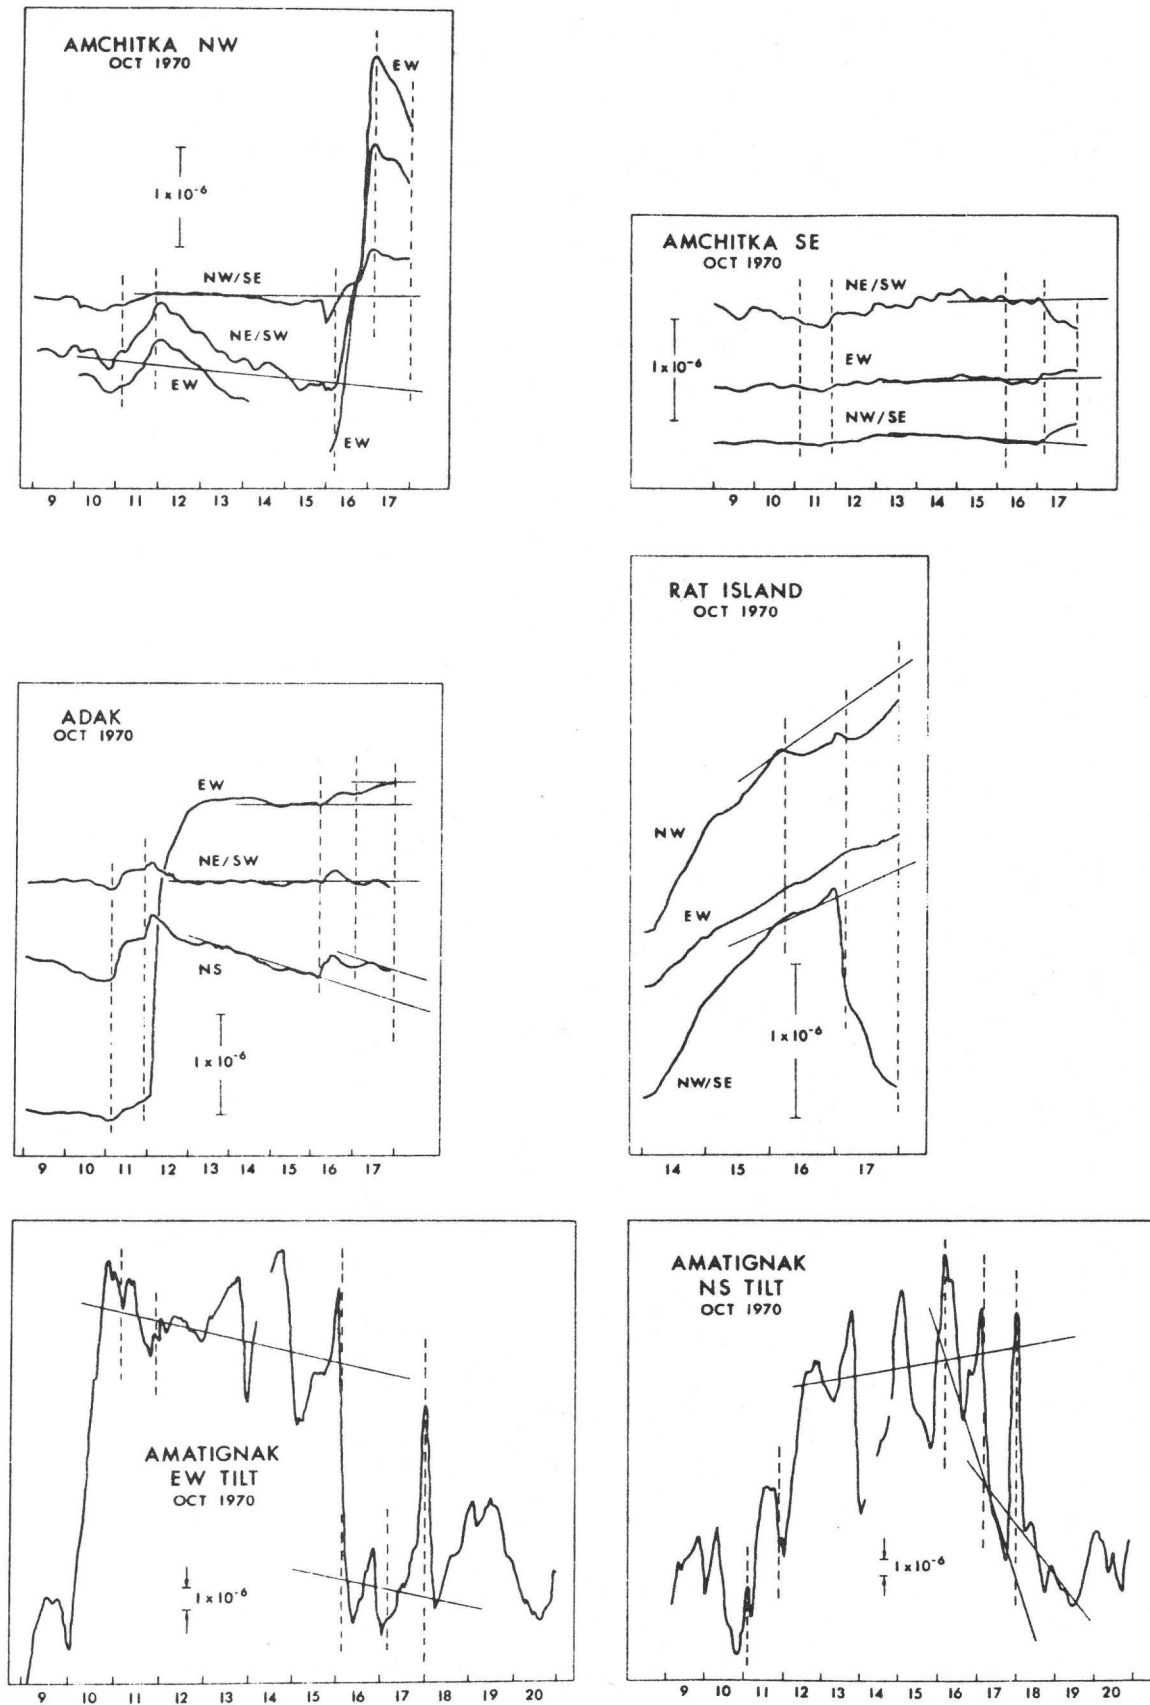 AMCHITKA NW
OCT 1970
EW
1 x 10⁻⁶
NW/SE
NE/SW
EW
EW
9 10 11 12 13 14 15 16 17
AMCHITKA SE
OCT 1970
NE/SW
1 x 10⁻⁶
EW
NW/SE
9 10 11 12 13 14 15 16 17
ADAK
OCT 1970
EW
NE/SW
NS
1 x 10⁻⁶
9 10 11 12 13 14 15 16 17
RAT ISLAND
OCT 1970
NW
EW
1 x 10⁻⁶
NW/SE
14 15 16 17
AMATIGNAK
EW TILT
OCT 1970
1 x 10⁻⁶
9 10 11 12 13 14 15 16 17 18 19 20
AMATIGNAK
NS TILT
OCT 1970
1 x 10⁻⁶
9 10 11 12 13 14 15 16 17 18 19 20